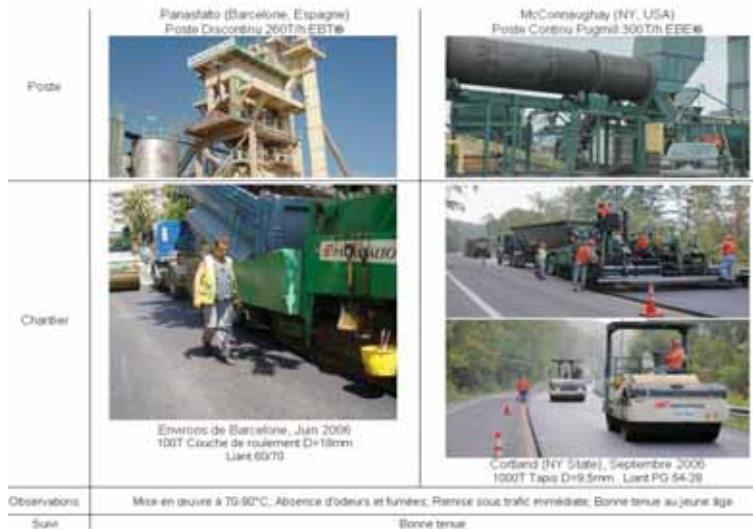 Panasfalto (Barcelone, Espagne)
Poste Discontinu 260T/h EBT®
McConnaughay (NY, USA)
Poste Continu Pugmill 300T/h EBE®
Poste
Chantier
PANASFALTO
Environs de Barcelone, Juin 2006
100T Couche de roulement D=18mm
Liant 60/70
Cortland (NY State), Septembre 2006
1000T Tapis D=9,5mm Liant PG 54-28
Observations
Mise en œuvre à 70-90°C, Absence d'odeurs et fumées, Remise sous trafic immédiate, Bonne tenue au jeune âge
Suivi
Bonne tenue